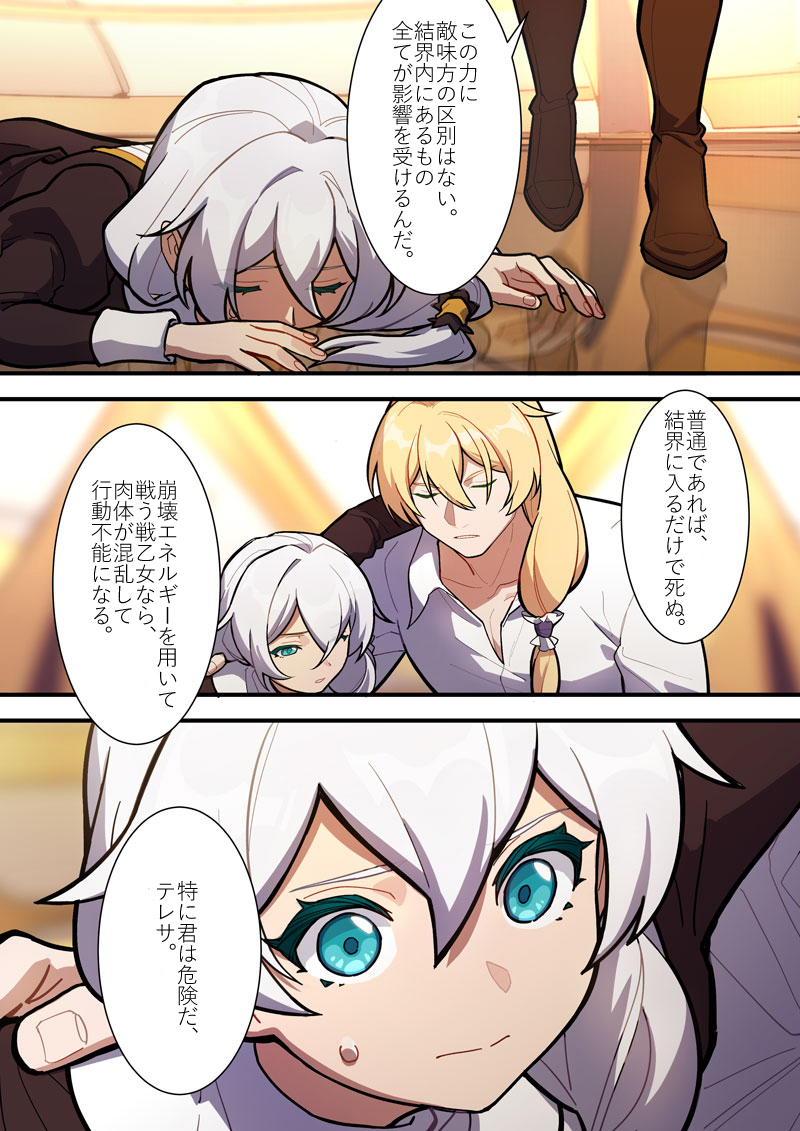 この力に
敵味方の区別はない。
結界内にあるもの
全てが影響を受けるんだ。
普通であれば、
結界に入るだけで死ぬ。
崩壊エネルギーを用いて
戦う戦乙女なら、
肉体が混乱して
行動不能になる。
特に君は危険だ、
テレサ。